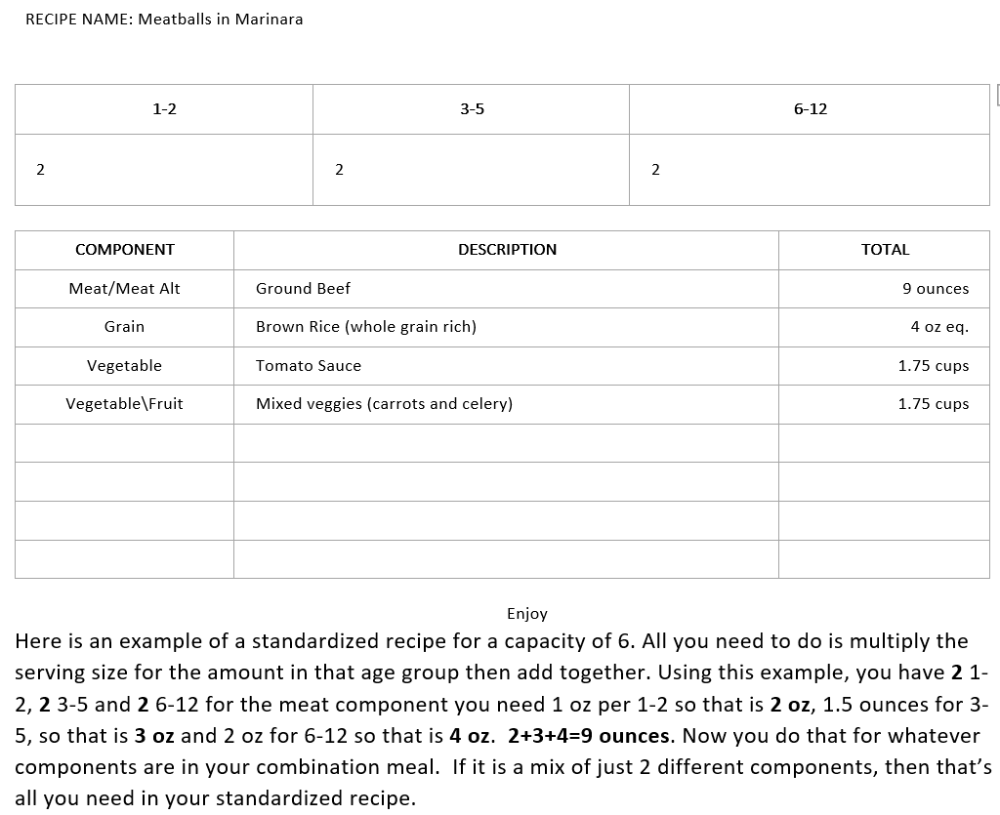 RECIPE NAME: Meatballs in Marinara
1-2 3-5 6-12
2 2 2
COMPONENT DESCRIPTION TOTAL
Meat/Meat Alt Ground Beef 9 ounces
Grain Brown Rice (whole grain rich) 4 oz eq.
Vegetable Tomato Sauce 1.75 cups
Vegetable\Fruit Mixed veggies (carrots and celery) 1.75 cups
Enjoy
Here is an example of a standardized recipe for a capacity of 6. All you need to do is multiply the
serving size for the amount in that age group then add together. Using this example, you have 2 1-
2, 2 3-5 and 2 6-12 for the meat component you need 1 oz per 1-2 so that is 2 oz, 1.5 ounces for 3-
5, so that is 3 oz and 2 oz for 6-12 so that is 4 oz. 2+3+4=9 ounces. Now you do that for whatever
components are in your combination meal. If it is a mix of just 2 different components, then that’s
all you need in your standardized recipe.